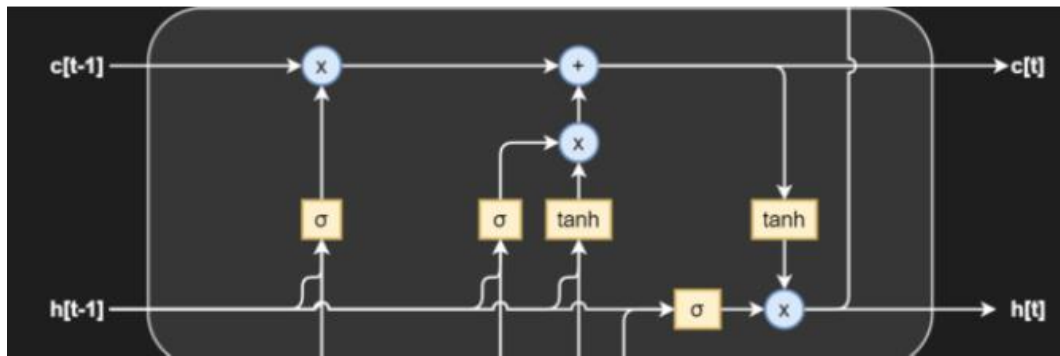 c[t-1] x + c[t]
x
σ σ tanh tanh
h[t-1] σ x h[t]